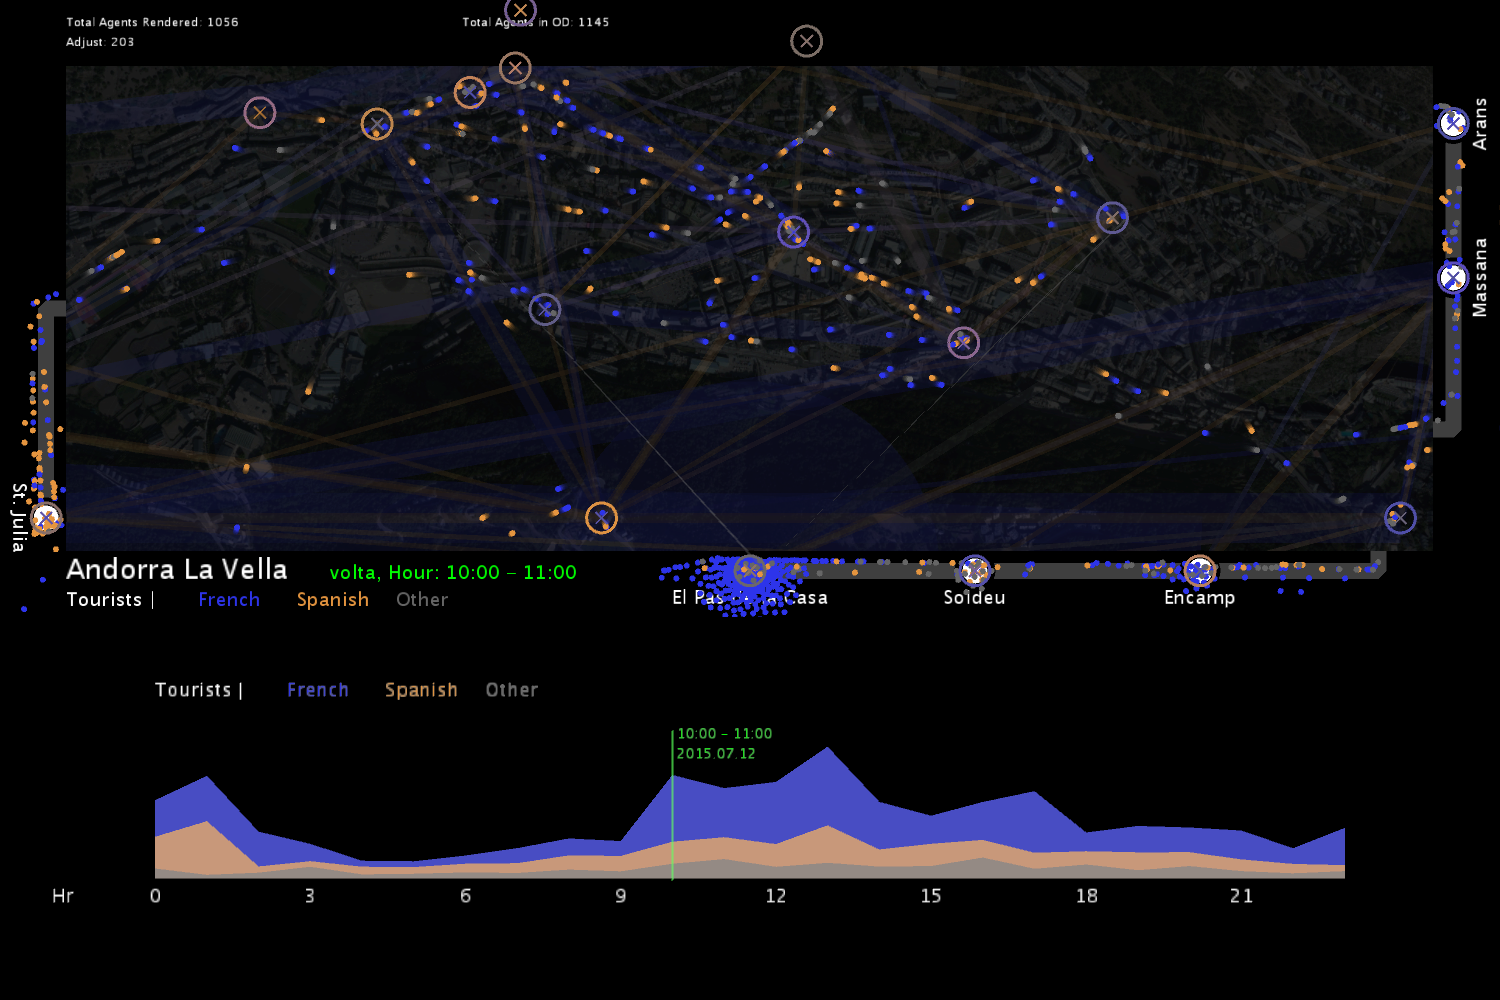 Total Agents Rendered: 1056
Total Agents in OD: 1145
Adjust: 203
Arans
Massana
St. Julia
Andorra La Vella
volta, Hour: 10:00 – 11:00
Tourists | French Spanish Other
El Pas Casa
Soldeu
Encamp
Tourists | French Spanish Other
10:00 – 11:00
2015.07.12
Hr 0 3 6 9 12 15 18 21